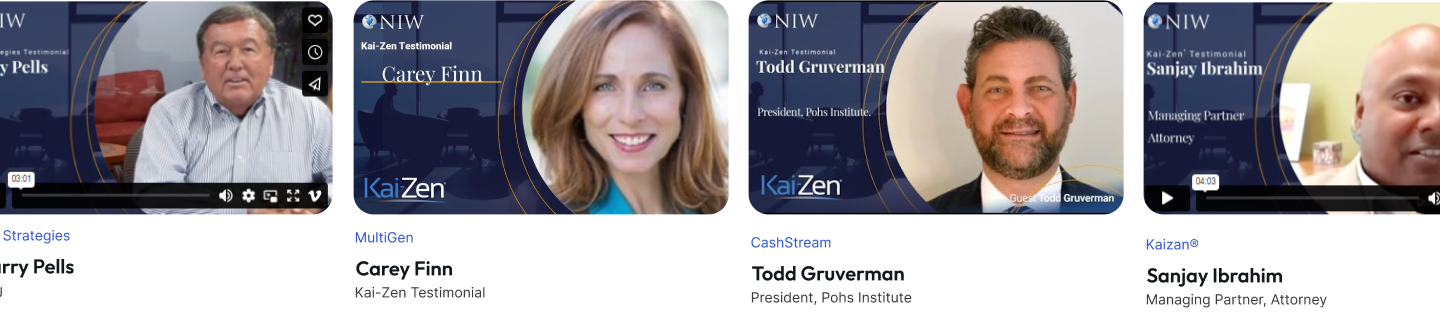 NIW
egies Testimonial
y Pells
03:01
Strategies
rry Pells
NIW
Kai-Zen Testimonial
Carey Finn
KaiZen
MultiGen
Carey Finn
Kai-Zen Testimonial
NIW
Kai-Zen Testimonial
Todd Gruverman
President, Pohs Institute.
KaiZen
Guest Todd Gruverman
CashStream
Todd Gruverman
President, Pohs Institute
NIW
Kai-Zen® Testimonial
Sanjay Ibrahim
Managing Partner
Attorney
04:03
Kaizan®
Sanjay Ibrahim
Managing Partner, Attorney